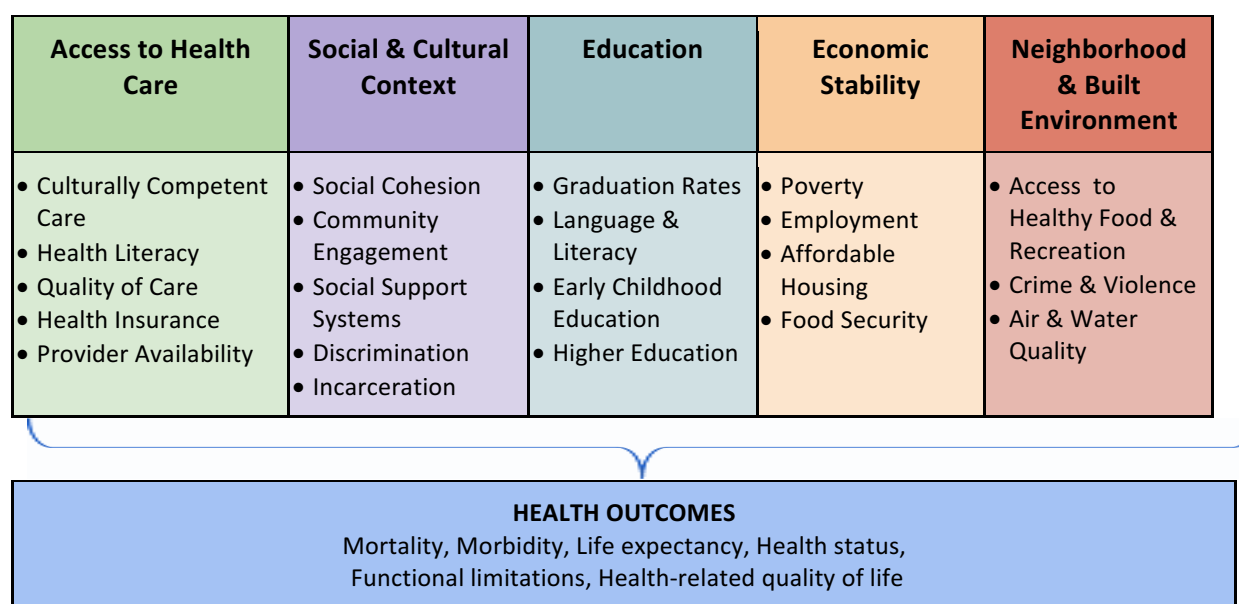 Access to Health
Care
Social & Cultural
Context
Education
Economic
Stability
Neighborhood
& Built
Environment
• Culturally Competent
Care
• Health Literacy
• Quality of Care
• Health Insurance
• Provider Availability
• Social Cohesion
• Community
Engagement
• Social Support
Systems
• Discrimination
• Incarceration
• Graduation Rates
• Language &
Literacy
• Early Childhood
Education
• Higher Education
• Poverty
• Employment
• Affordable
Housing
• Food Security
• Access to
Healthy Food &
Recreation
• Crime & Violence
• Air & Water
Quality
HEALTH OUTCOMES
Mortality, Morbidity, Life expectancy, Health status,
Functional limitations, Health-related quality of life